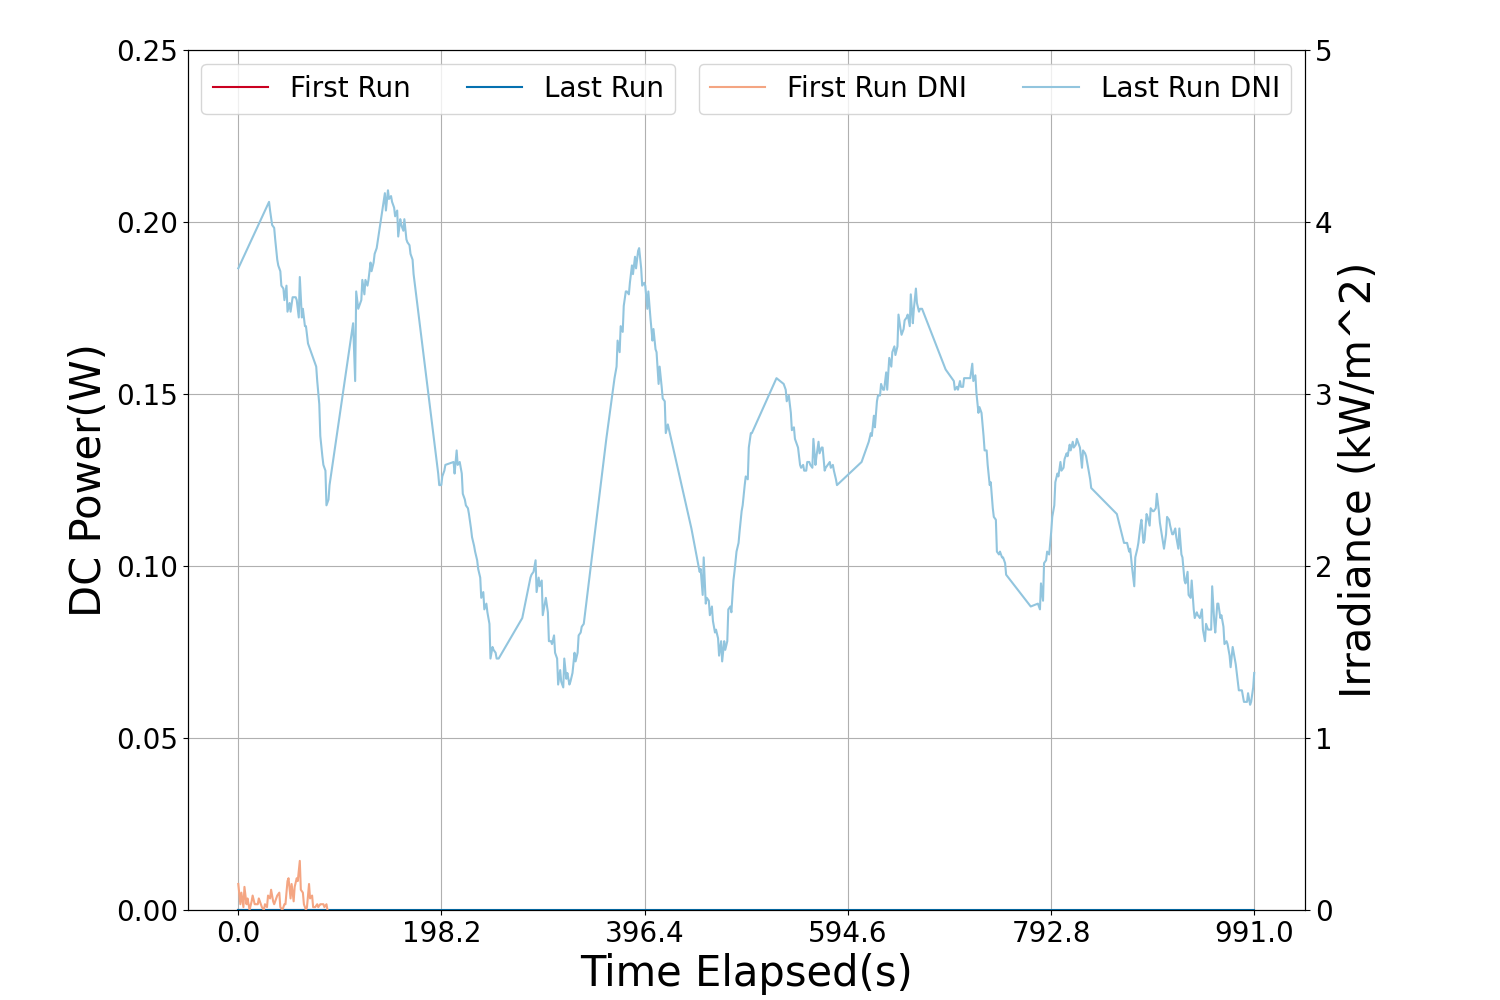 First Run
Last Run
First Run DNI
Last Run DNI
DC Power(W)
0.25
0.20
0.15
0.10
0.05
0.00
Irradiance (kW/m^2)
5
4
3
2
1
0
0.0 198.2 396.4 594.6 792.8 991.0
Time Elapsed(s)